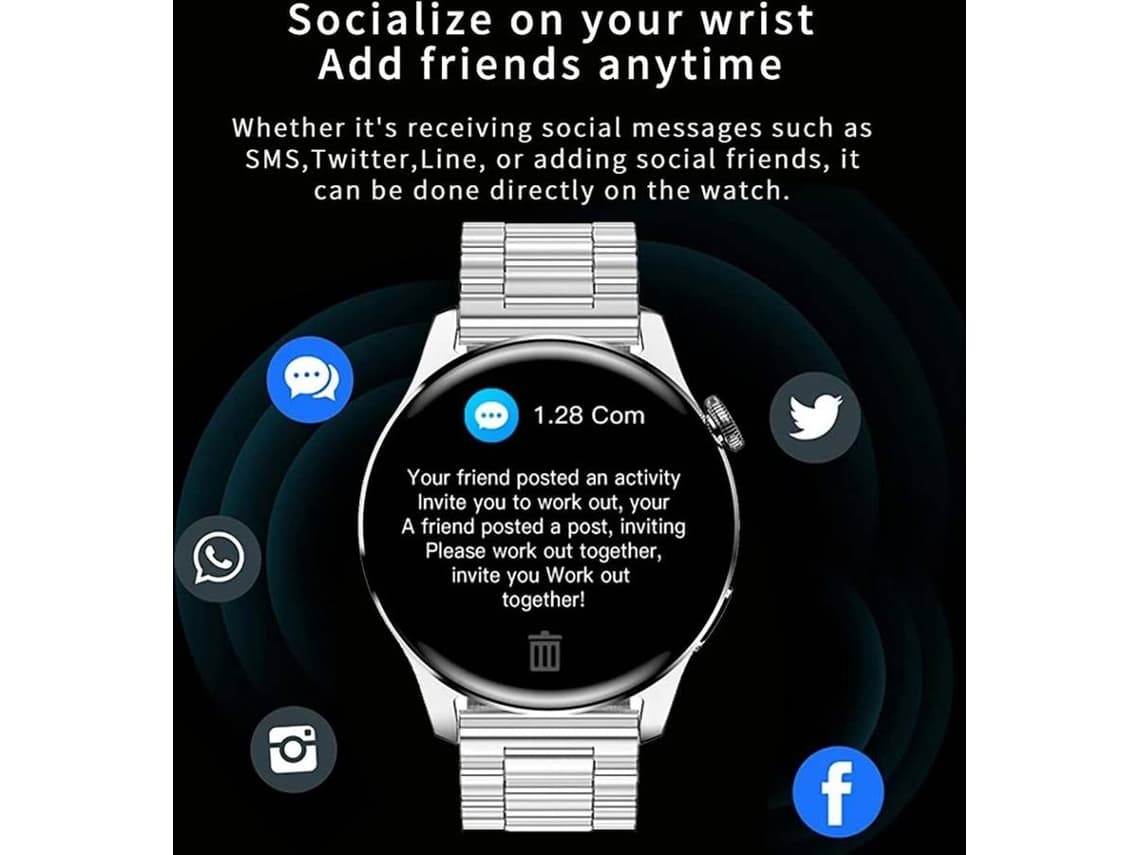 Socialize on your wrist
Add friends anytime
Whether it's receiving social messages such as
SMS,Twitter,Line, or adding social friends, it
can be done directly on the watch.
1.28 Com
Your friend posted an activity
Invite you to work out, your
A friend posted a post, inviting
Please work out together,
invite you Work out
together!